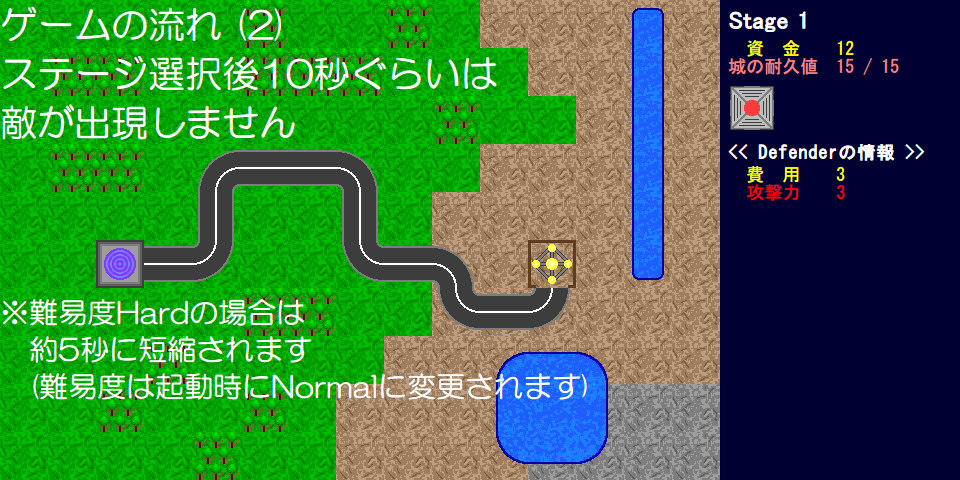 ゲームの流れ (2)
ステージ選択後10秒ぐらいは
敵が出現しません
※難易度Hardの場合は
約5秒に短縮されます
(難易度は起動時にNormalに変更されます)
Stage 1
資 金 12
城の耐久値 15 / 15
<< Defenderの情報 >>
費 用 3
攻撃力 3